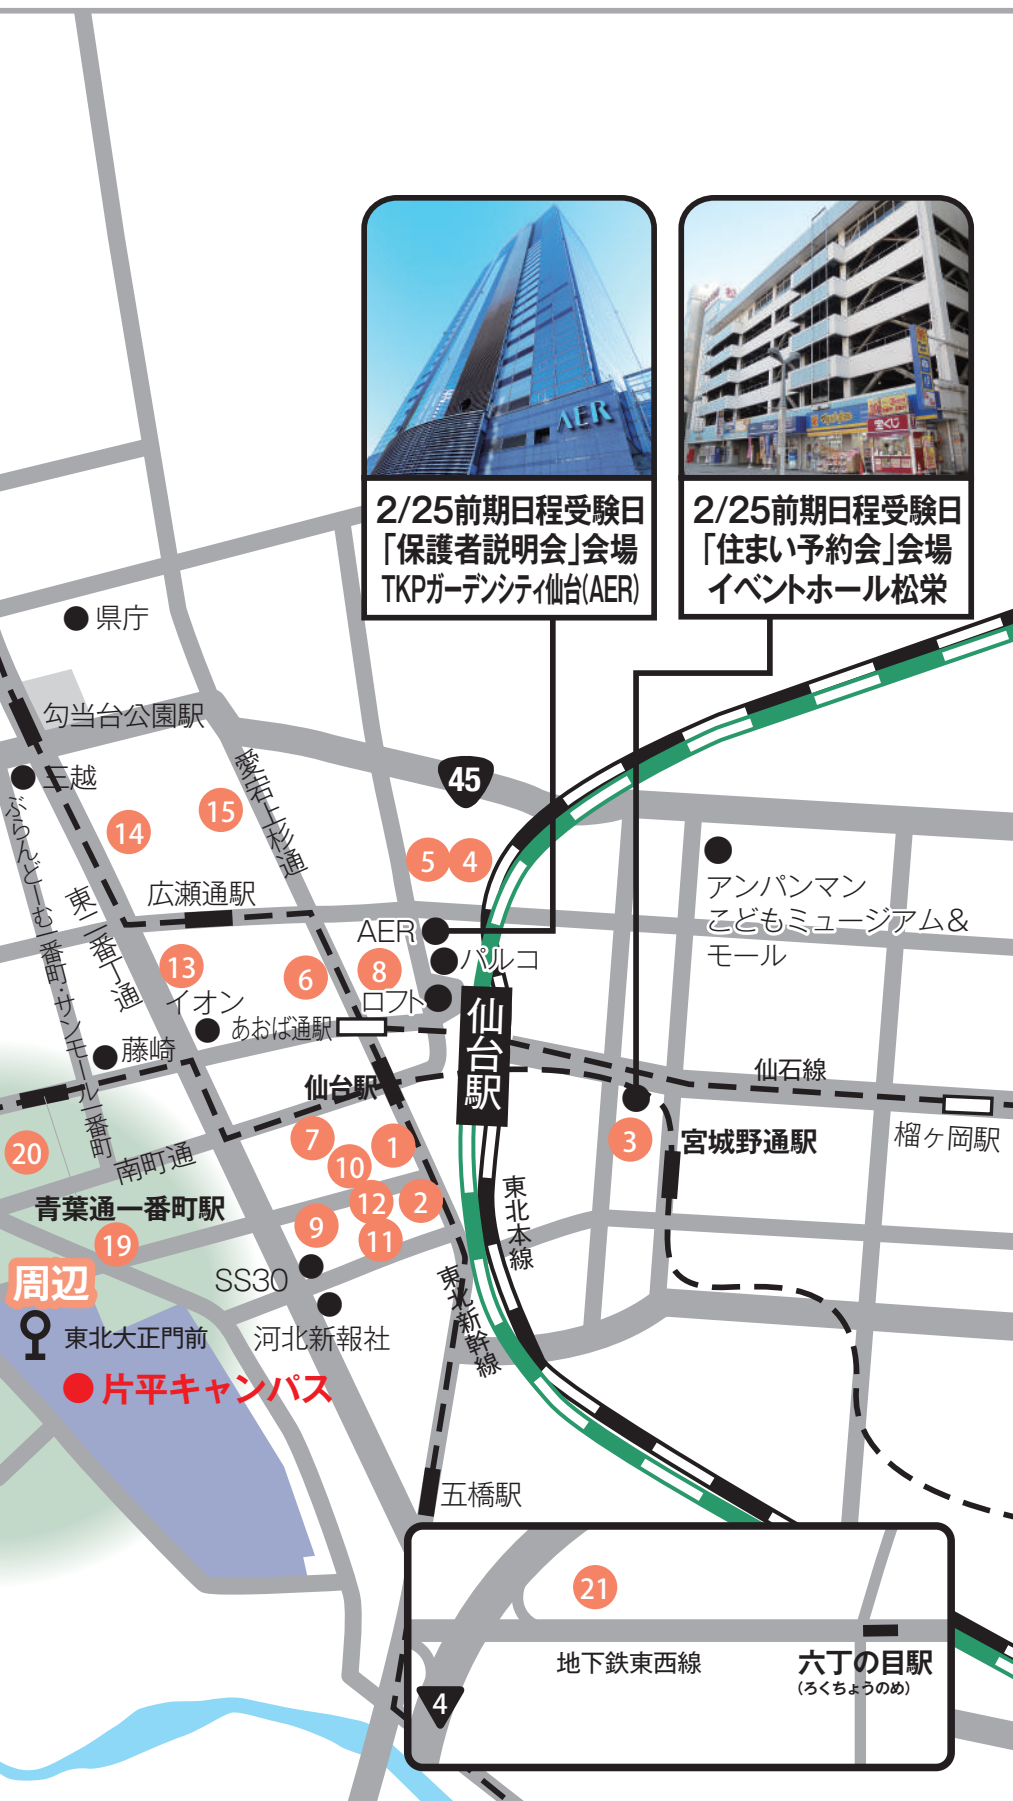 AER
宝くじ
2/25前期日程受験日
「保護者説明会」会場
TKPガーデンシティ仙台(AER)
2/25前期日程受験日
「住まい予約会」会場
イベントホール松栄
県庁
勾当台公園駅
三越
45
愛宕上杉通
ぶらんどーむ一番町・サンモール一番町
東二番丁通
15
14
5
4
広瀬通駅
アンパンマン
こどもミュージアム&
モール
AER
パルコ
13
6
8
イオン
ロフト
あおば通駅
仙台駅
藤崎
仙台駅
仙石線
榴ヶ岡駅
宮城野通駅
3
7
1
10
20
南町通
12
2
青葉通一番町駅
9
11
19
東北本線
SS30
周辺
東北新幹線
東北大正門前
河北新報社
片平キャンパス
五橋駅
21
地下鉄東西線
六丁の目駅
(ろくちょうのめ)
4